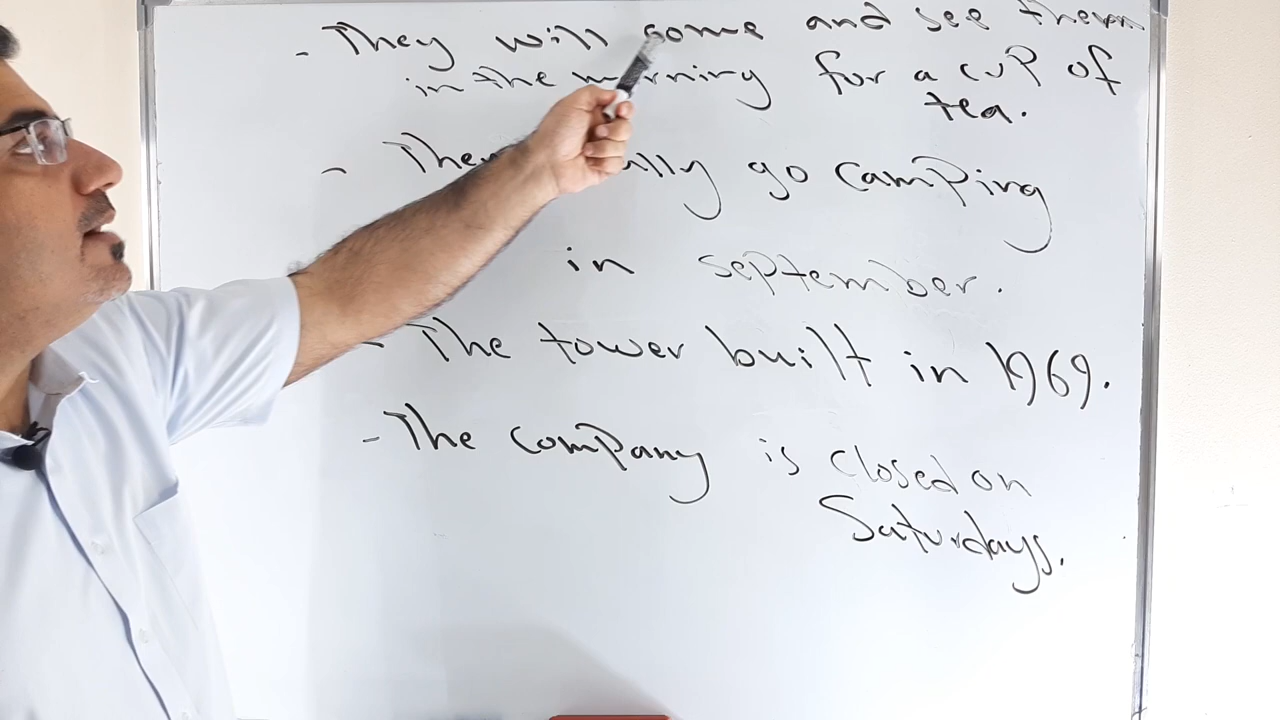 - They will come and see them
in the morning for a cup of
tea.
- They go camping
in september.
- The tower built in 1969.
- The company is closed on
Saturdays.